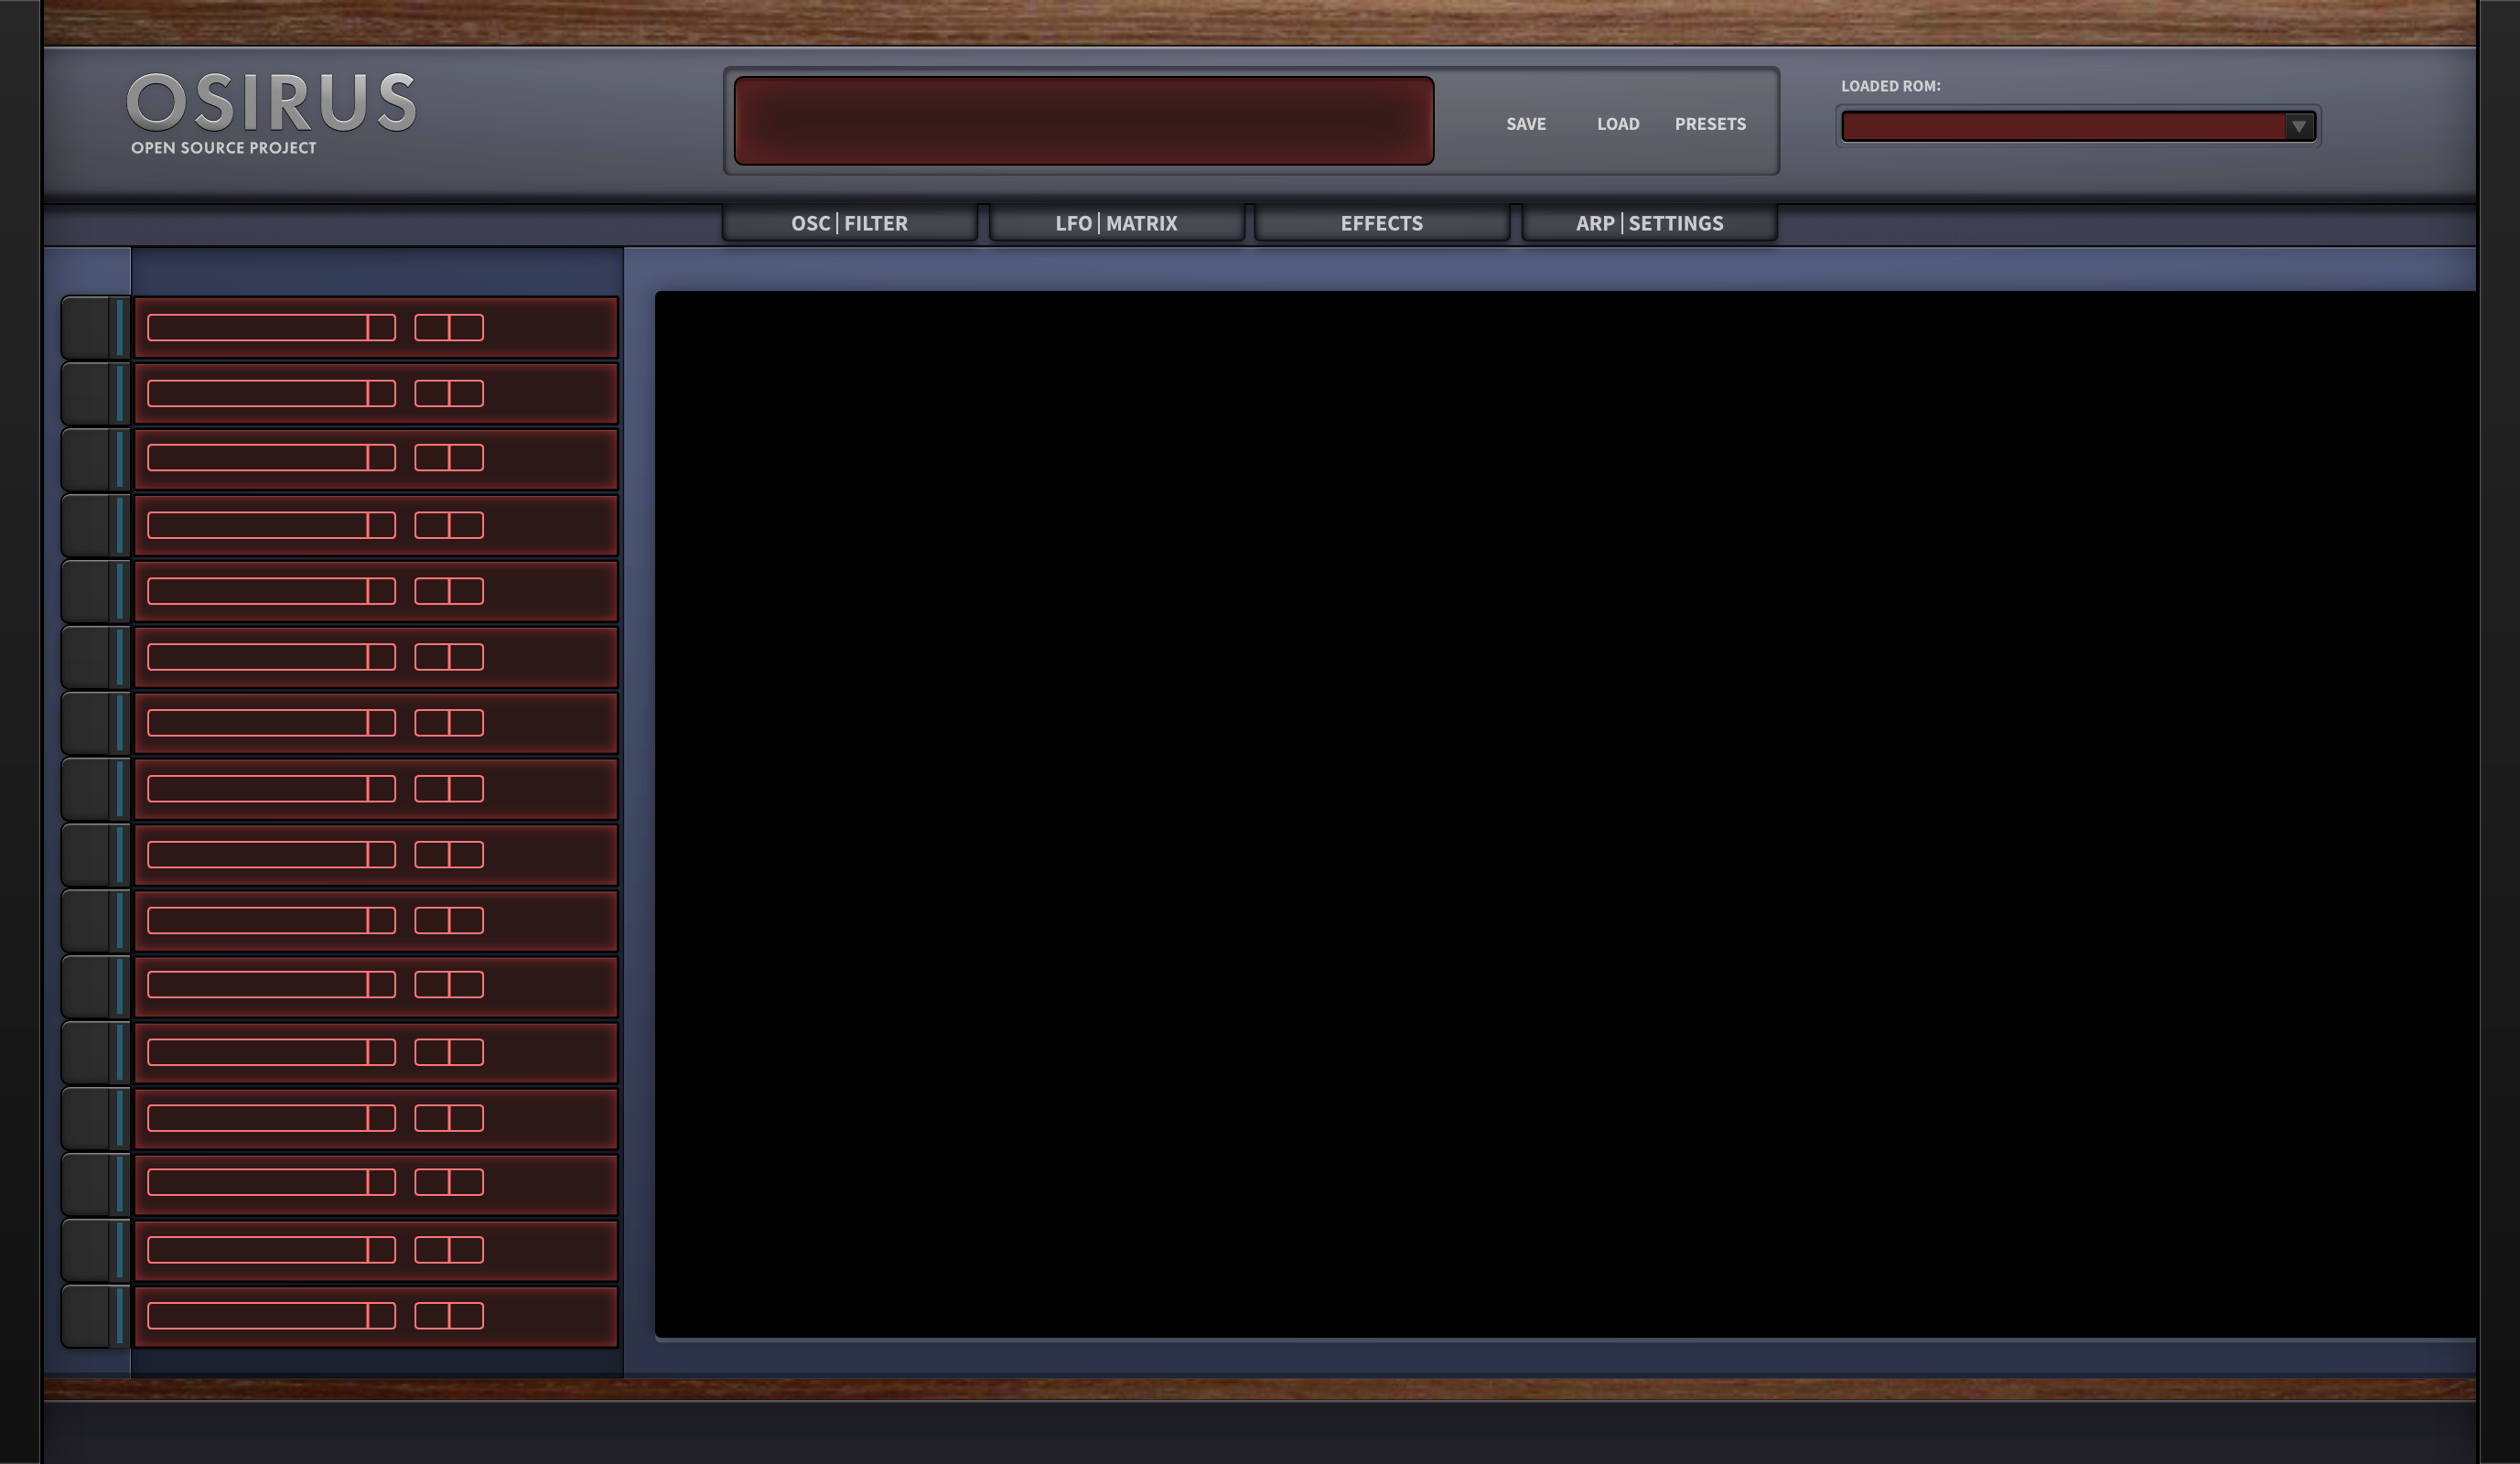 OSIRUS
OPEN SOURCE PROJECT
SAVE LOAD PRESETS
LOADED ROM:
OSC | FILTER LFO | MATRIX EFFECTS ARP | SETTINGS